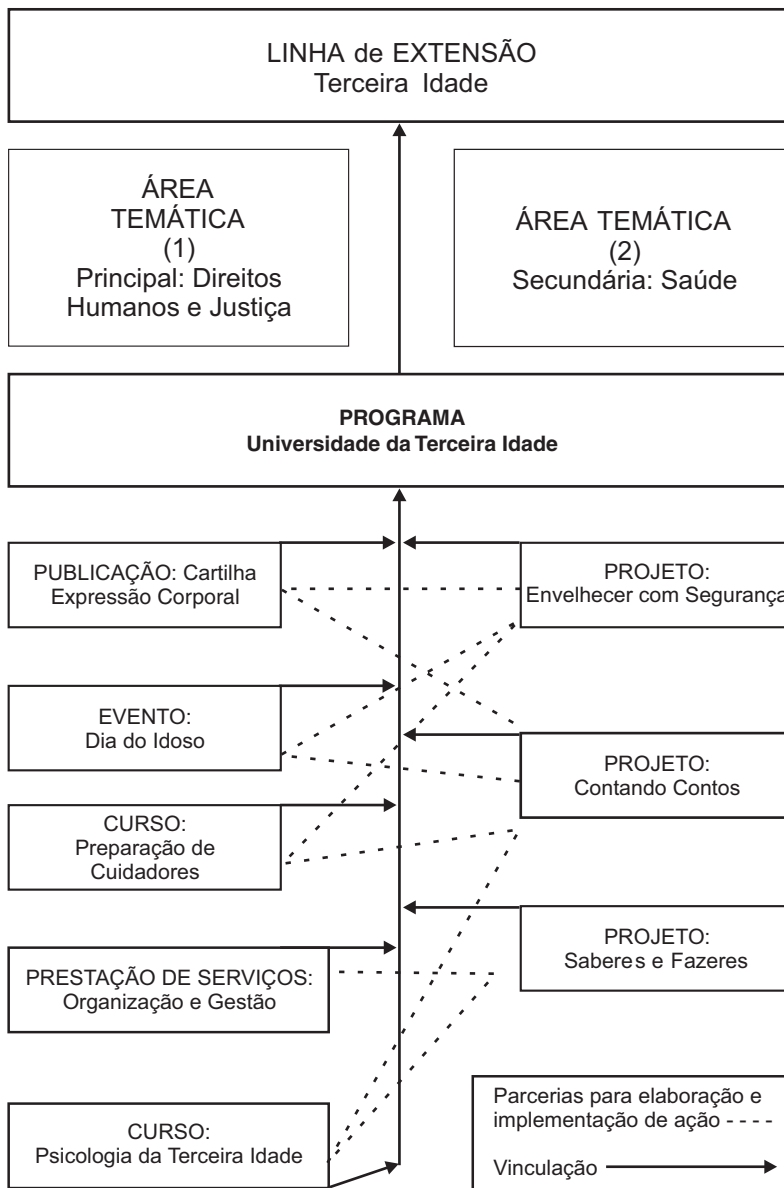 LINHA de EXTENSÃO
Terceira Idade
ÁREA
TEMÁTICA
(1)
Principal: Direitos
Humanos e Justiça
ÁREA TEMÁTICA
(2)
Secundária: Saúde
PROGRAMA
Universidade da Terceira Idade
PUBLICAÇÃO: Cartilha
Expressão Corporal
PROJETO:
Envelhecer com Segurança
EVENTO:
Dia do Idoso
PROJETO:
Contando Contos
CURSO:
Preparação de
Cuidadores
PROJETO:
Saberes e Fazeres
PRESTAÇÃO DE SERVIÇOS:
Organização e Gestão
CURSO:
Psicologia da Terceira Idade
Parcerias para elaboração e
implementação de ação
Vinculação